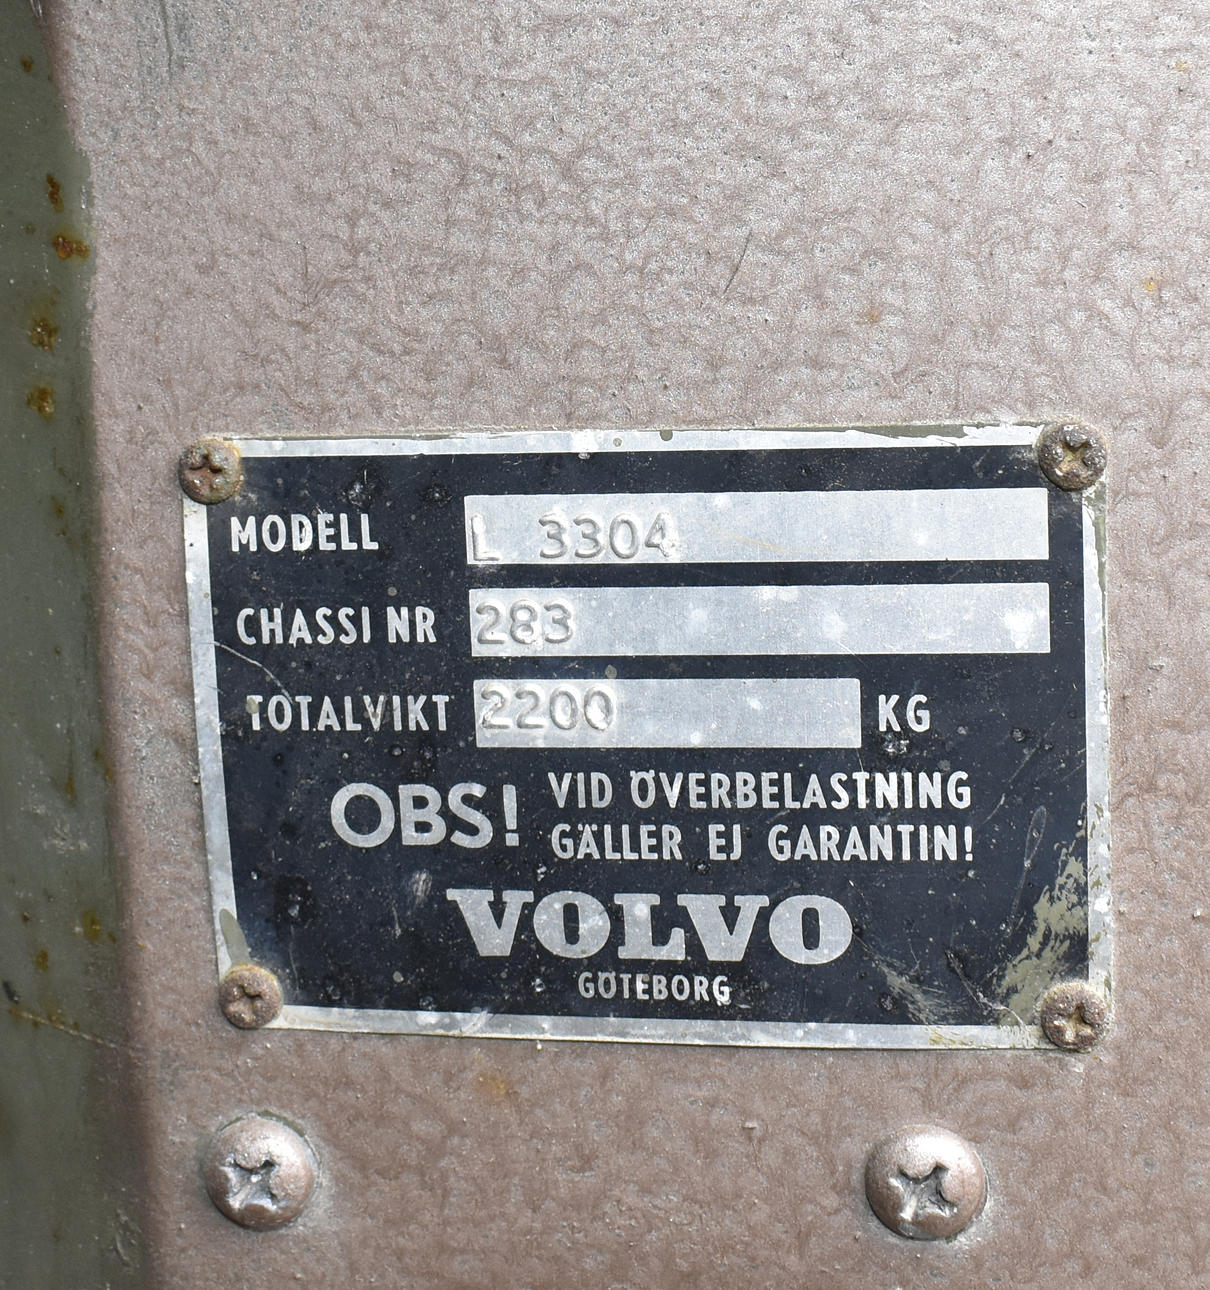 MODELL L 3304
CHASSI NR 283
TOTALVIKT 2200 KG
OBS! VID ÖVERBELASTNING
GÄLLER EJ GARANTIN!
VOLVO
GÖTEBORG